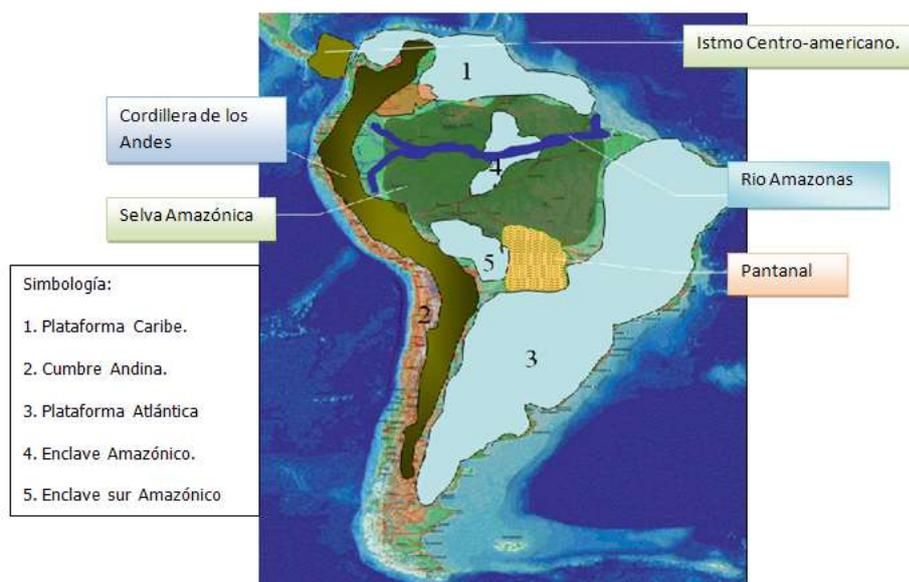 Istmo Centro-americano.
1
Cordillera de los
Andes
4
Rio Amazonas
Selva Amazónica
5
Pantanal
2
3
Simbología:
1. Plataforma Caribe.
2. Cumbre Andina.
3. Plataforma Atlántica
4. Enclave Amazónico.
5. Enclave sur Amazónico